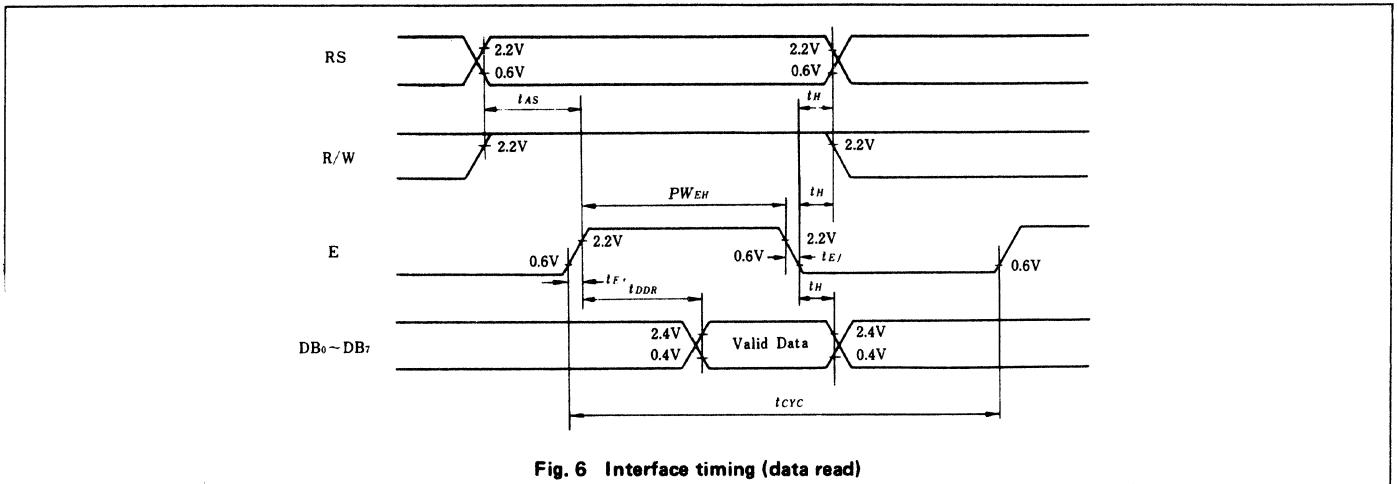 RS
2.2V
0.6V
2.2V
0.6V
tAS
tH
R/W
2.2V
2.2V
PWEH
tH
E
0.6V
2.2V
0.6V
2.2V
tEf
0.6V
tEr
tDDR
tH
DB0~DB7
2.4V
0.4V
Valid Data
2.4V
0.4V
tCYC
Fig. 6 Interface timing (data read)